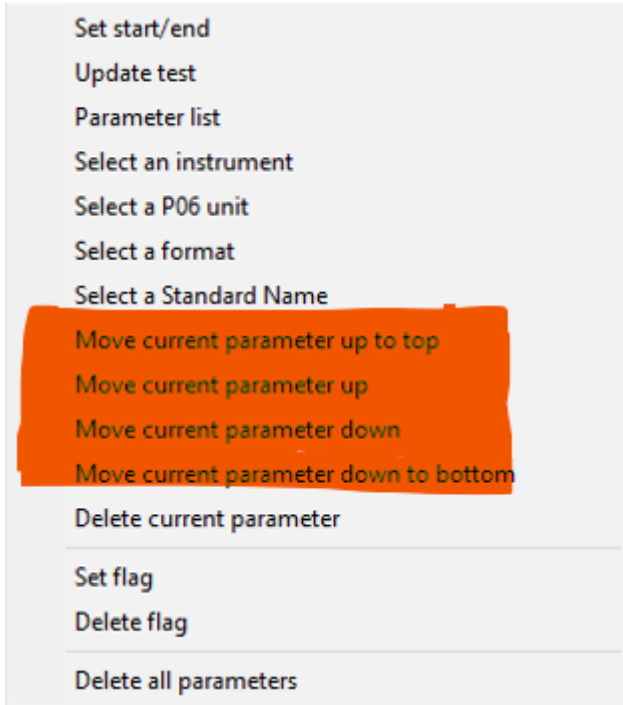 Set start/end
Update test
Parameter list
Select an instrument
Select a P06 unit
Select a format
Select a Standard Name
Move current parameter up to top
Move current parameter up
Move current parameter down
Move current parameter down to bottom
Delete current parameter
Set flag
Delete flag
Delete all parameters